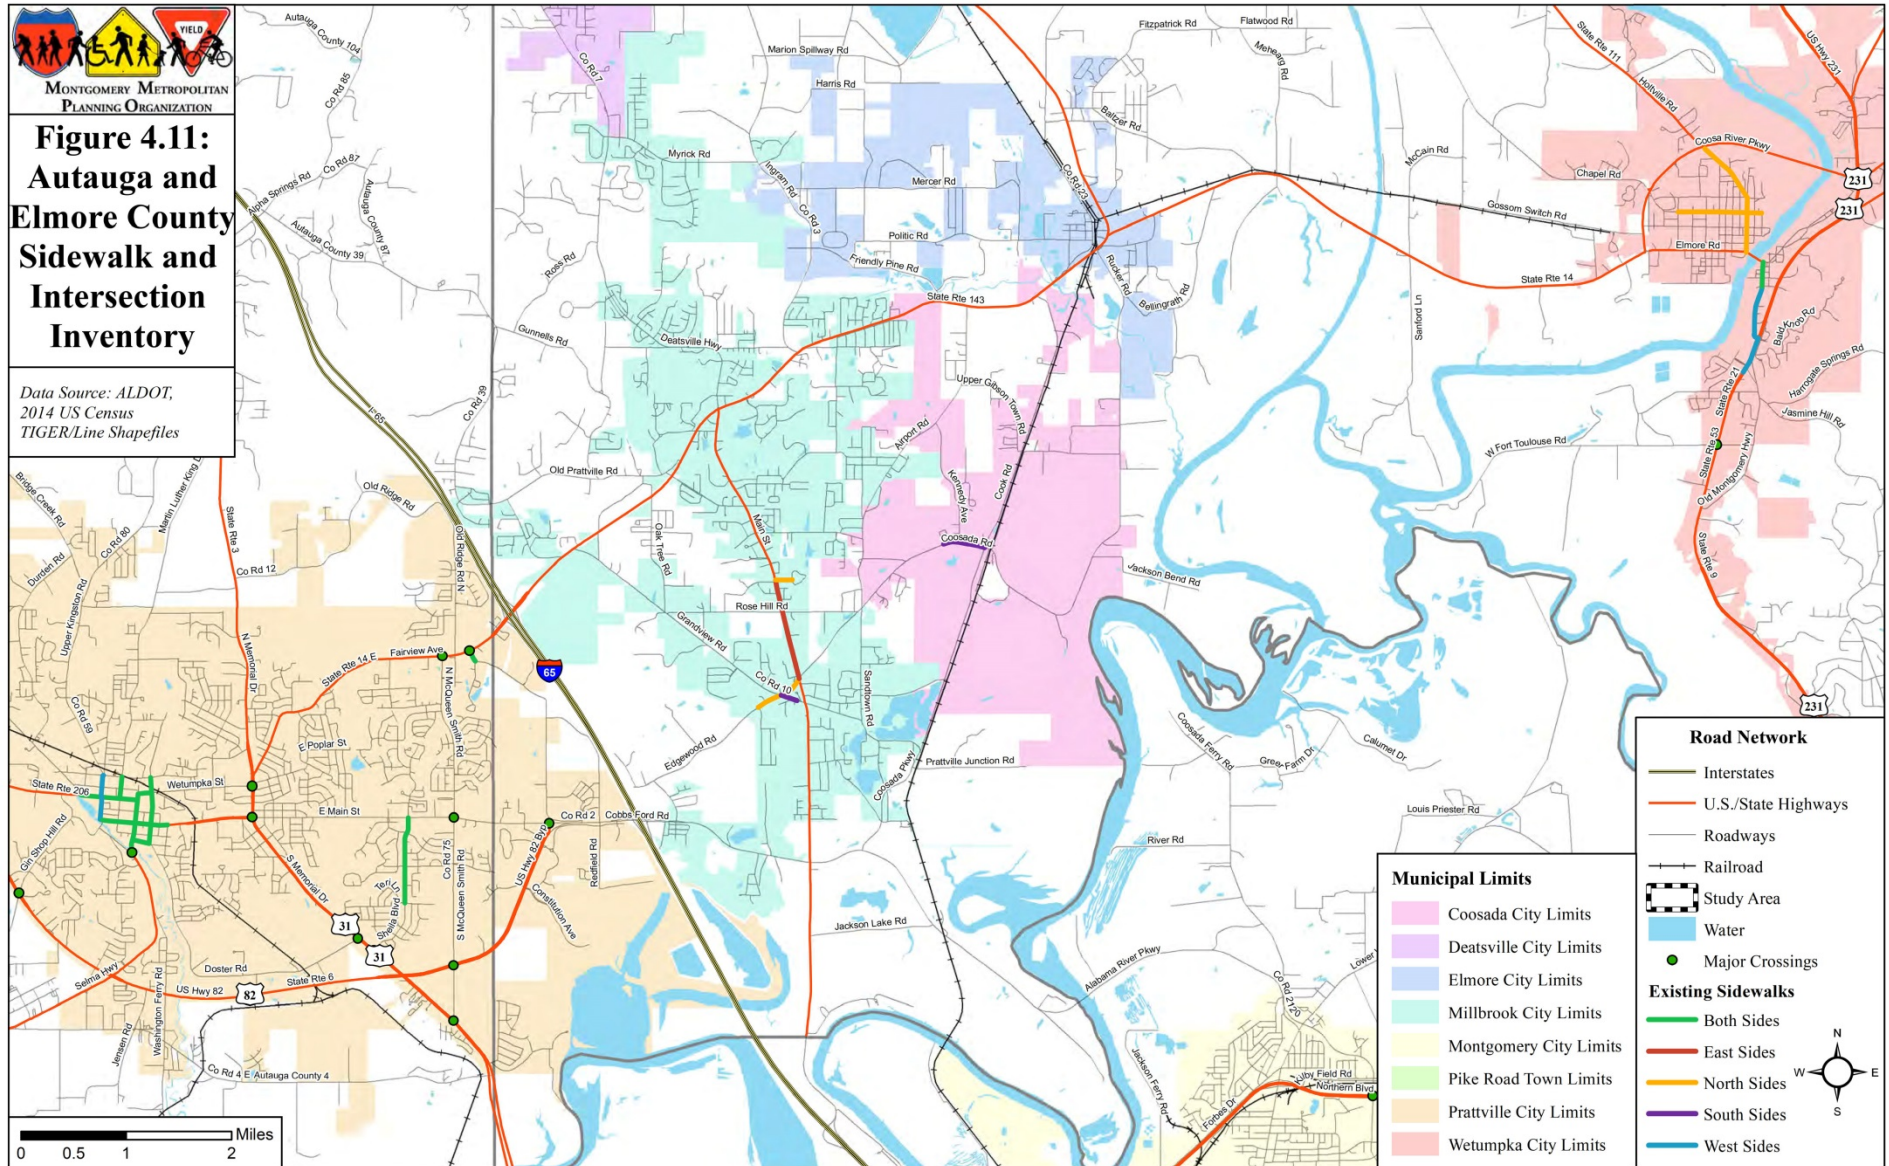 YIELD
MONTGOMERY METROPOLITAN
PLANNING ORGANIZATION
Figure 4.11:
Autauga and
Elmore County
Sidewalk and
Intersection
Inventory
Data Source: ALDOT,
2014 US Census
TIGER/Line Shapefiles
Autauga County 104
Co Rd 85
Co Rd 7
Marion Spillway Rd
Harris Rd
Fitzpatrick Rd
Flatwood Rd
Mehearg Rd
State Rte 111
US Hwy 231
Holtville Rd
Baltzer Rd
Coosa River Pkwy
McCain Rd
Chapel Rd
Myrick Rd
Ingram Rd
Co Rd 3
Mercer Rd
Co Rd 23
231
231
Alpha Springs Rd
Co Rd 87
Autauga County 87
Autauga County 39
Gossom Switch Rd
Elmore Rd
Politic Rd
Friendly Pine Rd
Ross Rd
Rucker Rd
Bellingrath Rd
State Rte 14
State Rte 143
Sanford Ln
Bald Knob Rd
Gunnells Rd
Deatsville Hwy
Harrogate Springs Rd
Co Rd 39
I-65
Upper Gibson Town Rd
State Rte 21
Jasmine Hill Rd
Airport Rd
W Fort Toulouse Rd
State Rte 53
Old Montgomery Hwy
Old Prattville Rd
Bridge Creek Rd
Martin Luther King D
Old Ridge Rd
Kennedy Ave
Cook Rd
State Rte 3
Co Rd 80
Durden Rd
Old Ridge Rd N
Oak Tree Rd
Main St
Coosada Rd
State Rte 9
Co Rd 12
Jackson Bend Rd
Upper Kingston Rd
Rose Hill Rd
Grandview Rd
N Memorial Dr
State Rte 14 E
Fairview Ave
65
Co Rd 10
Sandtown Rd
N McQueen Smith Rd
Co Rd 59
231
E Poplar St
Edgewood Rd
Coosada Pkwy
Prattville Junction Rd
Coosada Ferry Rd
Green Farm Dr
Calumet Dr
State Rte 206
Wetumpka St
E Main St
Co Rd 2
Cobbs Ford Rd
Louis Priester Rd
Gin Shop Hill Rd
US Hwy 82 Byp
Redfield Rd
River Rd
S Memorial Dr
Co Rd 75
S McQueen Smith Rd
Teri Ln
Sheila Blvd
Constitution Ave
31
31
Jackson Lake Rd
Selma Hwy
Doster Rd
State Rte 6
US Hwy 82
82
Alabama River Pkwy
Lower
Co Rd 2120
Washington Ferry Rd
Jensen Rd
Co Rd 4 E
Autauga County 4
Jackson Ferry Rd
Kilby Field Rd
Northern Blvd
Forbes Dr
0 0.5 1 2 Miles
Municipal Limits
Coosada City Limits
Deatsville City Limits
Elmore City Limits
Millbrook City Limits
Montgomery City Limits
Pike Road Town Limits
Prattville City Limits
Wetumpka City Limits
Road Network
Interstates
U.S./State Highways
Roadways
Railroad
Study Area
Water
Major Crossings
Existing Sidewalks
Both Sides
East Sides
North Sides
South Sides
West Sides
N
W E
S